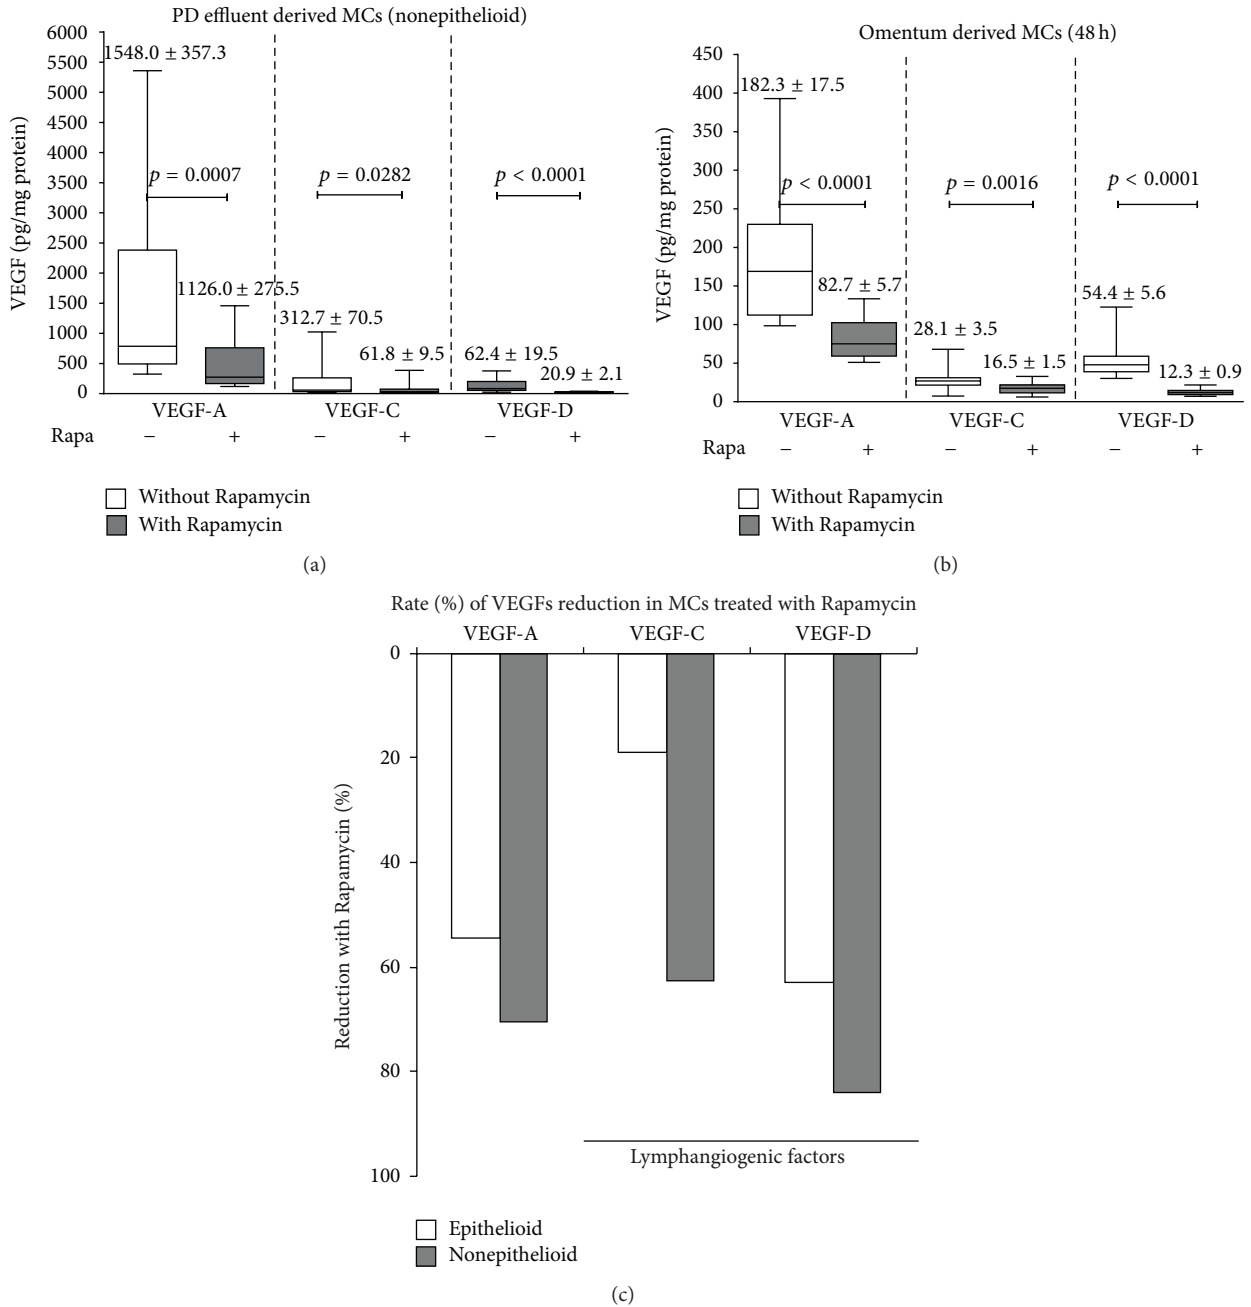 PD effluent derived MCs (nonepithelioid)
VEGF (pg/mg protein)
6000
5500
5000
4500
4000
3500
3000
2500
2000
1500
1000
500
0
1548.0 ± 357.3
p = 0.0007
1126.0 ± 275.5
p = 0.0282
312.7 ± 70.5
61.8 ± 9.5
p < 0.0001
62.4 ± 19.5
20.9 ± 2.1
VEGF-A VEGF-C VEGF-D
Rapa − + − + − +
Without Rapamycin
With Rapamycin
(a)
Omentum derived MCs (48 h)
VEGF (pg/mg protein)
450
400
350
300
250
200
150
100
50
0
182.3 ± 17.5
p < 0.0001
82.7 ± 5.7
p = 0.0016
28.1 ± 3.5
16.5 ± 1.5
p < 0.0001
54.4 ± 5.6
12.3 ± 0.9
VEGF-A VEGF-C VEGF-D
Rapa − + − + − +
Without Rapamycin
With Rapamycin
(b)
Rate (%) of VEGFs reduction in MCs treated with Rapamycin
VEGF-A VEGF-C VEGF-D
Reduction with Rapamycin (%)
0
20
40
60
80
100
Lymphangiogenic factors
Epithelioid
Nonepithelioid
(c)